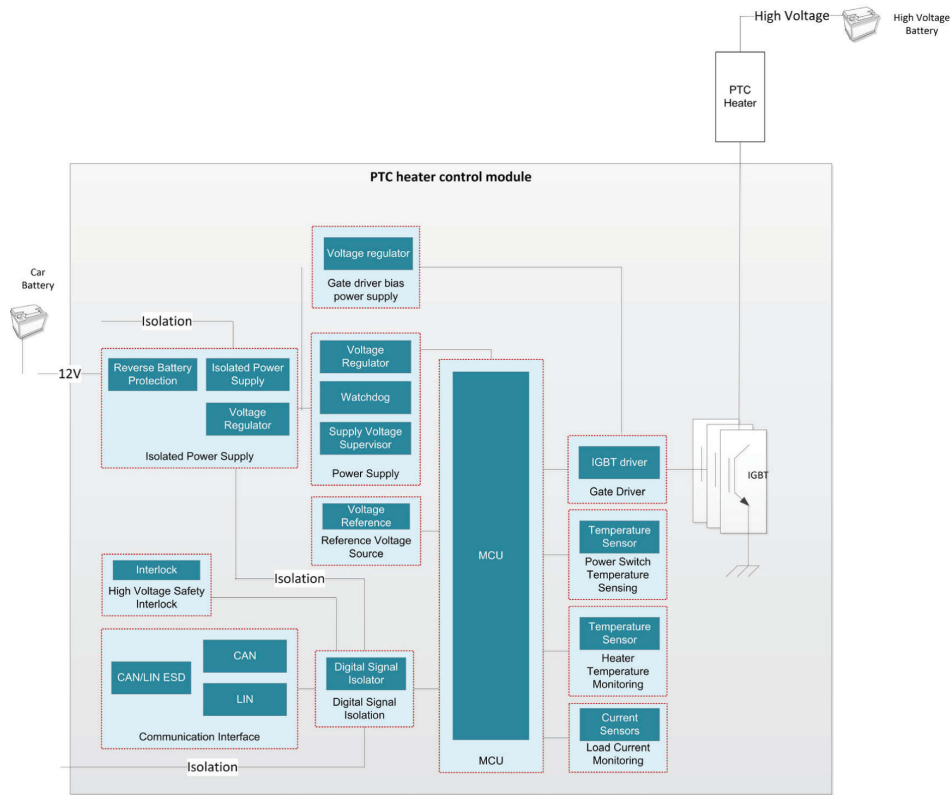 High Voltage
High Voltage
Battery
PTC
Heater
PTC heater control module
Voltage regulator
Gate driver bias
power supply
Car
Battery
Isolation
12V
Reverse Battery
Protection
Isolated Power
Supply
Voltage
Regulator
Isolated Power Supply
Voltage
Regulator
Watchdog
Supply Voltage
Supervisor
Power Supply
Voltage
Reference
Reference Voltage
Source
MCU
MCU
IGBT driver
Gate Driver
IGBT
Temperature
Sensor
Power Switch
Temperature
Sensing
Interlock
High Voltage Safety
Interlock
Isolation
CAN/LIN ESD
CAN
LIN
Communication Interface
Digital Signal
Isolator
Digital Signal
Isolation
Temperature
Sensor
Heater
Temperature
Monitoring
Current
Sensors
Load Current
Monitoring
Isolation